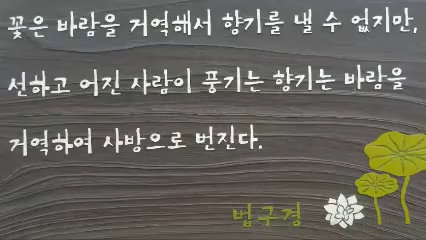 꽃은 바람을 거역해서 향기를 낼 수 없지만,
선하고 어진 사람이 풍기는 향기는 바람을
거역하여 사방으로 번진다.
법구경